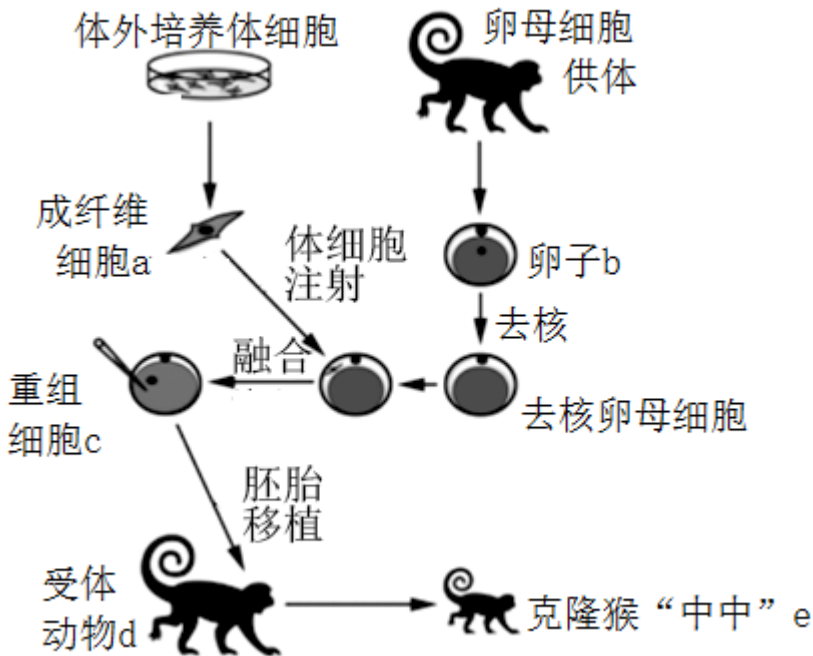 体外培养体细胞
卵母细胞
供体
成纤维
细胞a
体细胞
注射
卵子b
去核
融合
重组
细胞c
去核卵母细胞
胚胎
移植
受体
动物d
克隆猴“中中”e